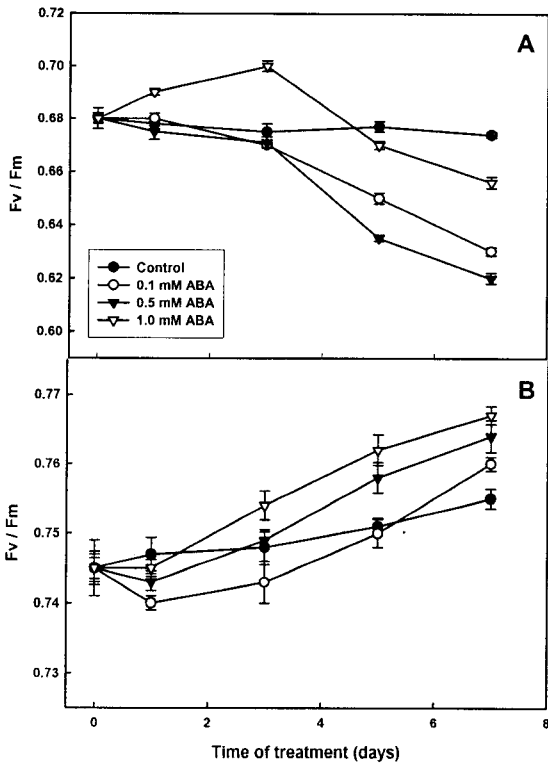 0.72
A
0.70
0.68
0.66
0.64
0.62
0.60
Fv / Fm
Control
0.1 mM ABA
0.5 mM ABA
1.0 mM ABA
B
0.77
0.76
0.75
0.74
0.73
Fv / Fm
0 2 4 6 8
Time of treatment (days)